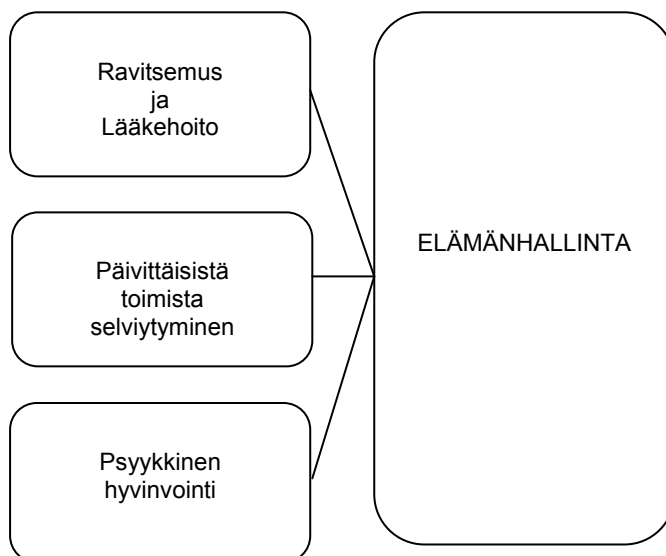 Ravitsemus
ja
Lääkehoito
Päivittäisistä
toimista
selviytyminen
Psyykkinen
hyvinvointi
ELÄMÄNHALLINTA